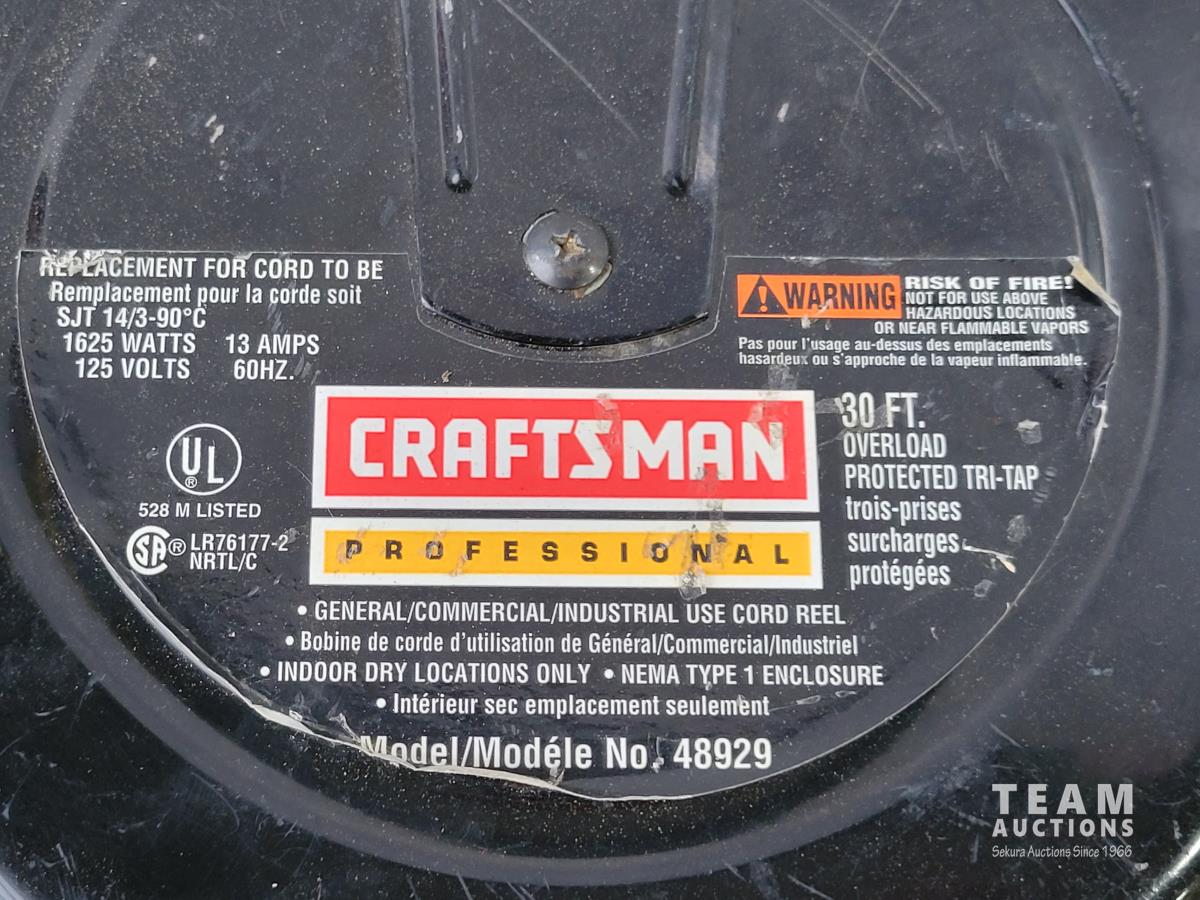 REPLACEMENT FOR CORD TO BE
Remplacement pour la corde soit
SJT 14/3-90°C
1625 WATTS 13 AMPS
125 VOLTS 60HZ.
WARNING
RISK OF FIRE!
NOT FOR USE ABOVE
HAZARDOUS LOCATIONS
OR NEAR FLAMMABLE VAPORS
Pas pour l'usage au-dessus des emplacements
hasardeux ou s'approche de la vapeur inflammable.
UL ®
528 M LISTED
SA ® LR76177-2
NRTL/C
CRAFTSMAN
PROFESSIONAL
30 FT.
OVERLOAD
PROTECTED TRI-TAP
trois-prises
surcharges
protégées
• GENERAL/COMMERCIAL/INDUSTRIAL USE CORD REEL
• Bobine de corde d'utilisation de Général/Commercial/Industriel
• INDOOR DRY LOCATIONS ONLY • NEMA TYPE 1 ENCLOSURE
• Intérieur sec emplacement seulement
Model/Modéle No. 48929
TEAM
AUCTIONS
Sekura Auctions Since 1966